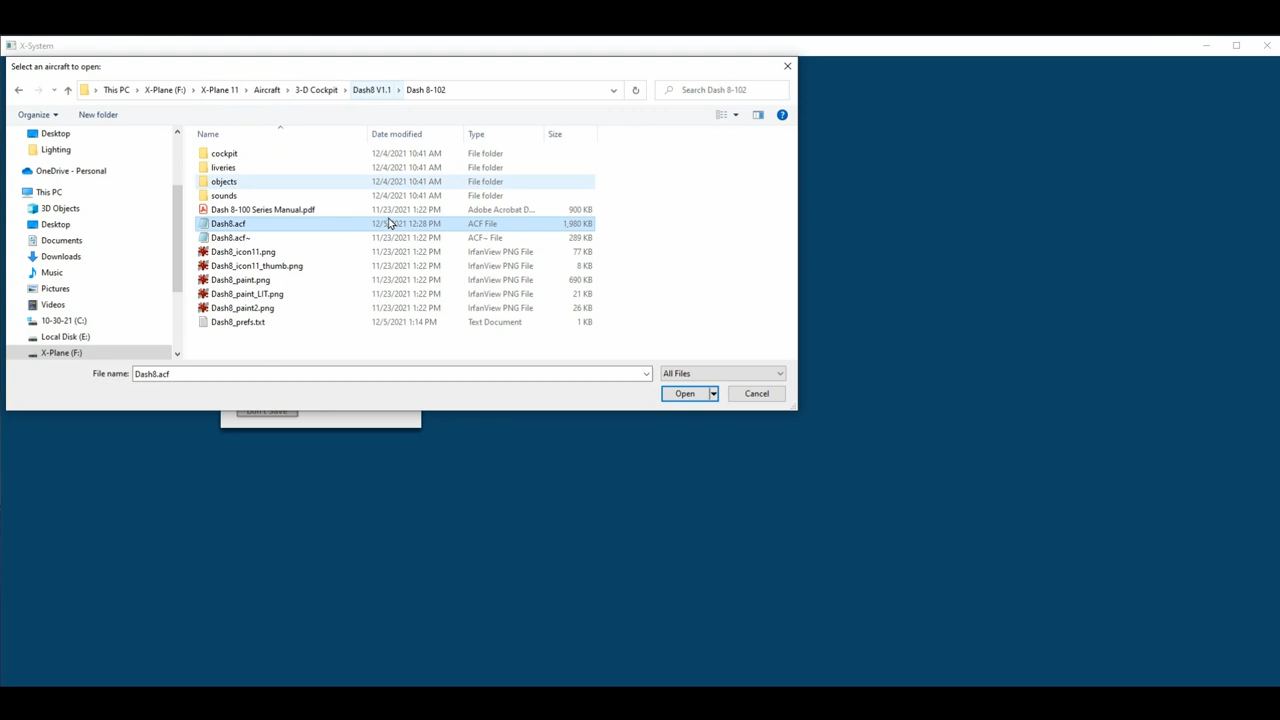 X-System
Select an aircraft to open:
This PC > X-Plane (F:) > X-Plane 11 > Aircraft > 3-D Cockpit > Dash8 V1.1 > Dash 8-102
Search Dash 8-102
Organize
New folder
Name
Date modified
Type
Size
Desktop
Lighting
OneDrive - Personal
This PC
3D Objects
Desktop
Documents
Downloads
Music
Pictures
Videos
10-30-21 (C:)
Local Disk (E:)
X-Plane (F:)
cockpit 12/4/2021 10:41 AM File folder
liveries 12/4/2021 10:41 AM File folder
objects 12/4/2021 10:41 AM File folder
sounds 12/4/2021 10:41 AM File folder
Dash 8-100 Series Manual.pdf 11/23/2021 1:22 PM Adobe Acrobat D... 900 KB
Dash8.acf 12/5/2021 12:28 PM ACF File 1,980 KB
Dash8.acf~ 11/23/2021 1:22 PM ACF~ File 289 KB
Dash8_icon11.png 11/23/2021 1:22 PM IrfanView PNG File 77 KB
Dash8_icon11_thumb.png 11/23/2021 1:22 PM IrfanView PNG File 8 KB
Dash8_paint.png 11/23/2021 1:22 PM IrfanView PNG File 690 KB
Dash8_paint_LIT.png 11/23/2021 1:22 PM IrfanView PNG File 21 KB
Dash8_paint2.png 11/23/2021 1:22 PM IrfanView PNG File 26 KB
Dash8_prefs.txt 12/5/2021 1:14 PM Text Document 1 KB
File name: Dash8.acf
All Files
Open
Cancel
Don't Save